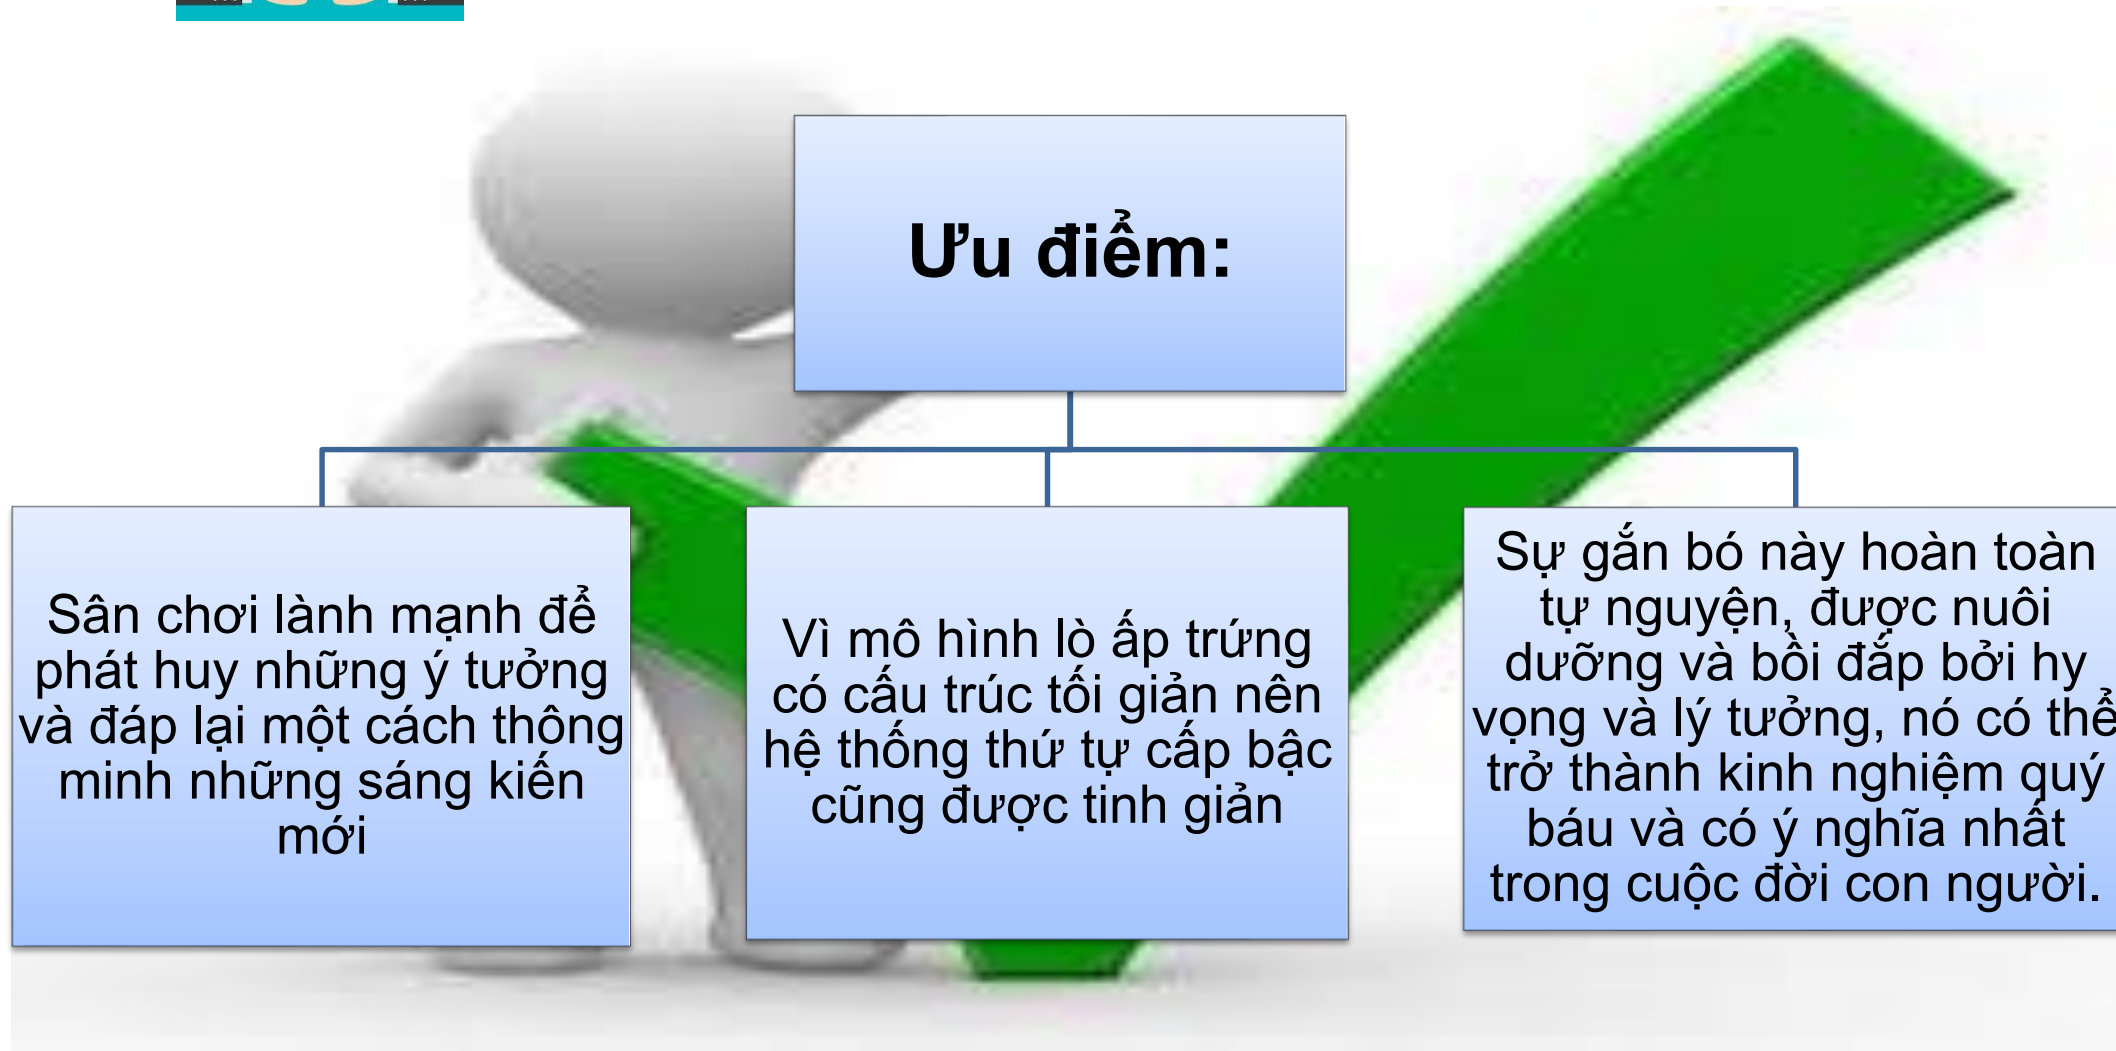 Ưu điểm:
Sân chơi lành mạnh để
phát huy những ý tưởng
và đáp lại một cách thông
minh những sáng kiến
mới
Vì mô hình lò ấp trứng
có cấu trúc tối giản nên
hệ thống thứ tự cấp bậc
cũng được tinh giản
Sự gắn bó này hoàn toàn
tự nguyện, được nuôi
dưỡng và bồi đắp bởi hy
vọng và lý tưởng, nó có thể
trở thành kinh nghiệm quý
báu và có ý nghĩa nhất
trong cuộc đời con người.